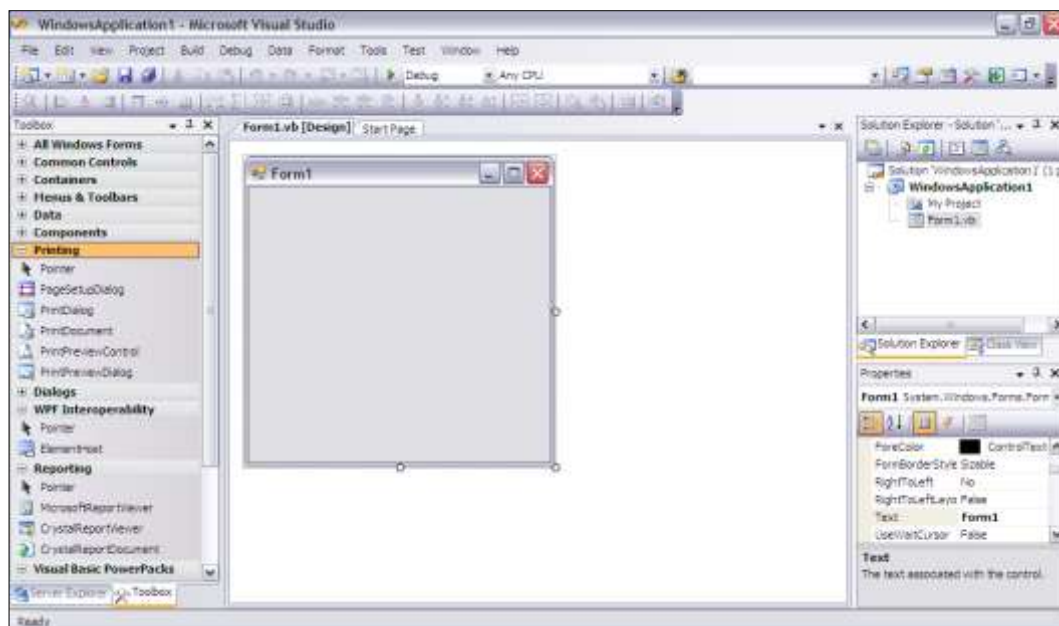 WindowsApplication1 - Microsoft Visual Studio
File Edit View Project Build Debug Data Format Tools Test Window Help
Debug Any CPU
Toolbox
All Windows Forms
Common Controls
Containers
Menus & Toolbars
Data
Components
Printing
Pointer
PageSetupDialog
PrintDialog
PrintDocument
PrintPreviewControl
PrintPreviewDialog
Dialogs
WPF Interoperability
Pointer
ElementHost
Reporting
Pointer
MicrosoftReportViewer
CrystalReportViewer
CrystalReportDocument
Visual Basic PowerPacks
Server Explorer Toolbox
Form1.vb [Design] Start Page
Form1
Solution Explorer - Solution '...
Solution 'WindowsApplication1' (1 p
WindowsApplication1
My Project
Form1.vb
Solution Explorer Class View
Properties
Form1 System.Windows.Forms.Form
ForeColor ControlText
FormBorderStyle Sizable
RightToLeft No
RightToLeftLayo False
Text Form1
UseWaitCursor False
Text
The text associated with the control.
Ready